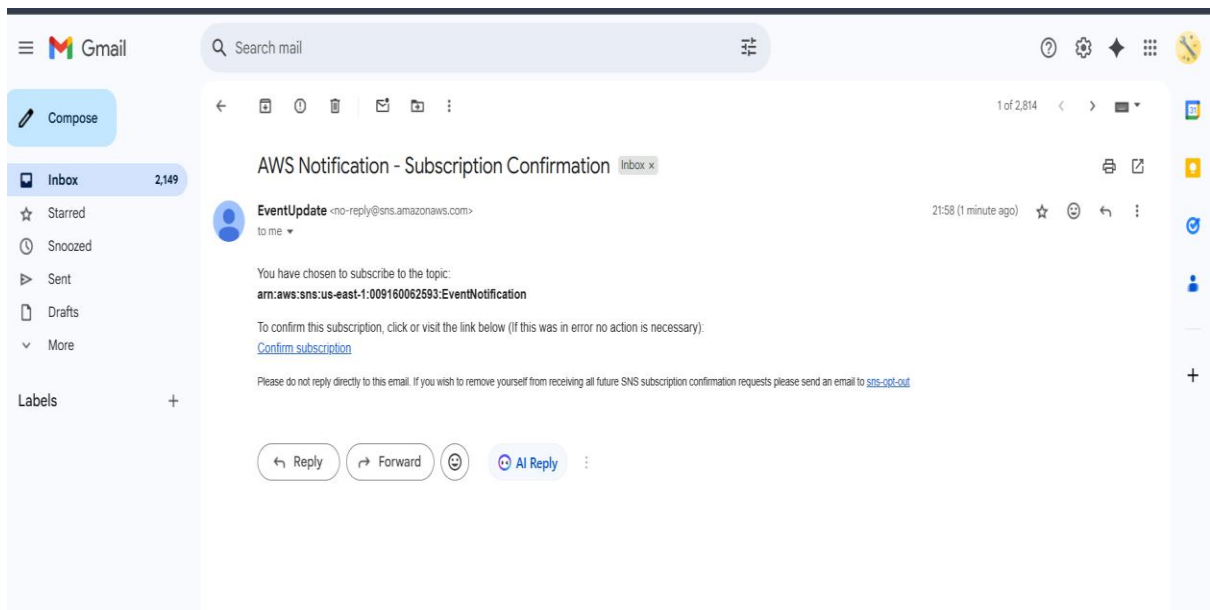 Gmail
Search mail
Compose
1 of 2,814
31
AWS Notification - Subscription Confirmation Inbox x
Inbox 2,149
EventUpdate <no-reply@sns.amazonaws.com> 21:58 (1 minute ago)
to me
Starred
Snoozed
Sent
Drafts
More
Labels
You have chosen to subscribe to the topic:
arn:aws:sns:us-east-1:009160062593:EventNotification
To confirm this subscription, click or visit the link below (If this was in error no action is necessary):
Confirm subscription
Please do not reply directly to this email. If you wish to remove yourself from receiving all future SNS subscription confirmation requests please send an email to sns-opt-out
Reply Forward AI Reply